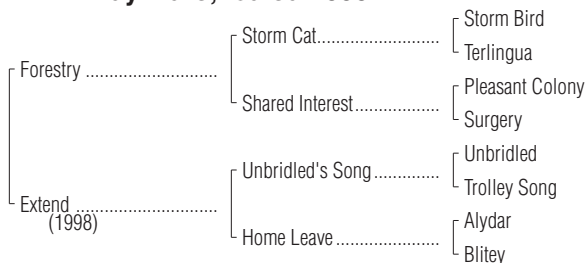 Storm Bird
Storm Cat
Terlingua
Forestry
Pleasant Colony
Shared Interest
Surgery
Unbridled
Unbridled's Song
Trolley Song
Extend
(1998)
Alydar
Home Leave
Blitey